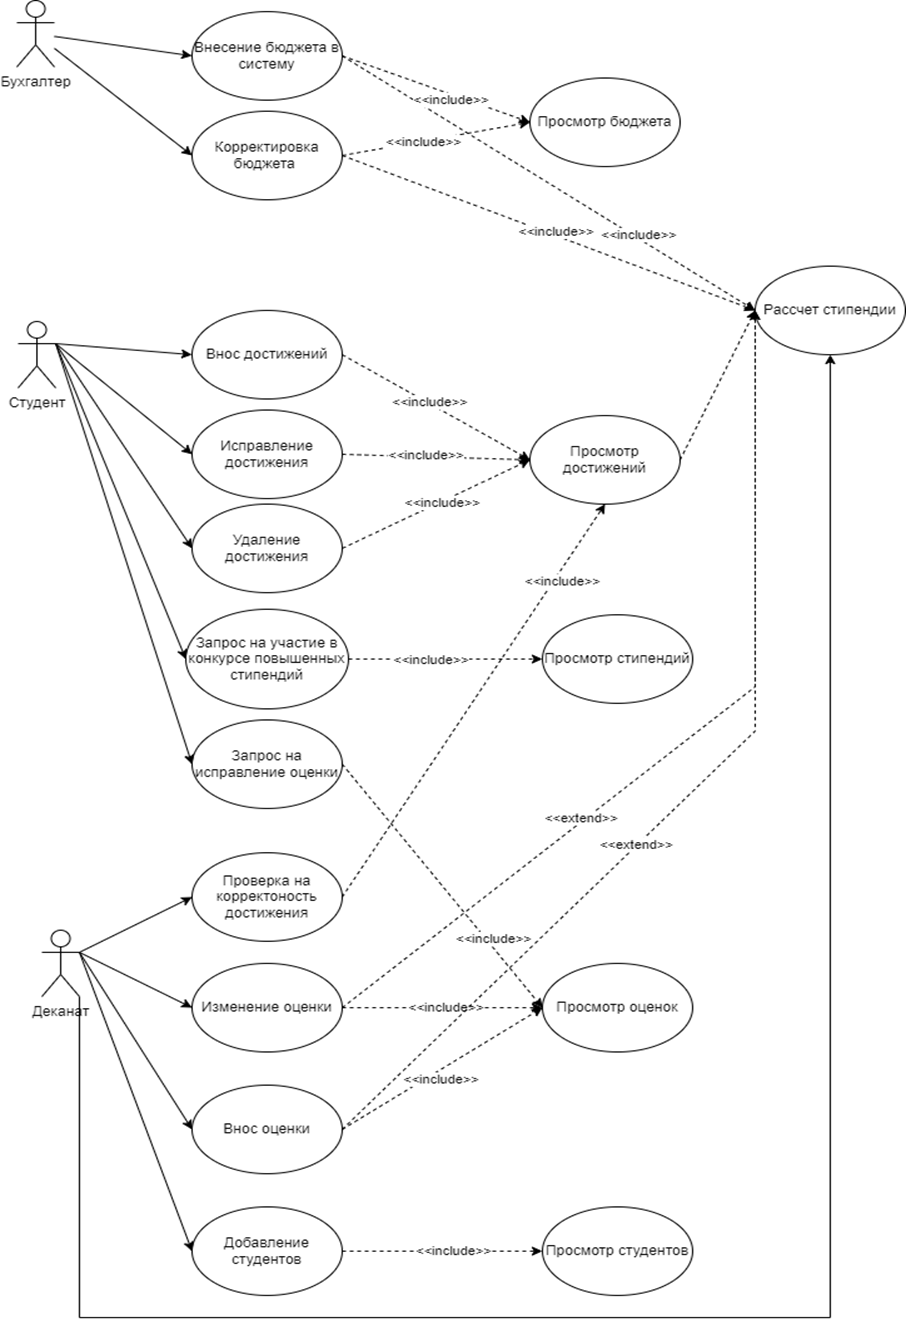 Бухгалтер
Внесение бюджета в
систему
<<include>>
Просмотр бюджета
Корректировка
бюджета
<<include>>
<<include>>
<<include>>
Рассчет стипендии
Студент
Внос достижений
<<include>>
Исправление
достижения
<<include>>
Просмотр
достижений
Удаление
достижения
<<include>>
<<include>>
Запрос на участие в
конкурсе повышенных
стипендий
<<include>>
Просмотр стипендий
Запрос на
исправление оценки
<<extend>>
<<extend>>
Проверка на
корректоность
достижения
<<include>>
Деканат
Изменение оценки
<<include>>
Просмотр оценок
<<include>>
Внос оценки
Добавление
студентов
<<include>>
Просмотр студентов